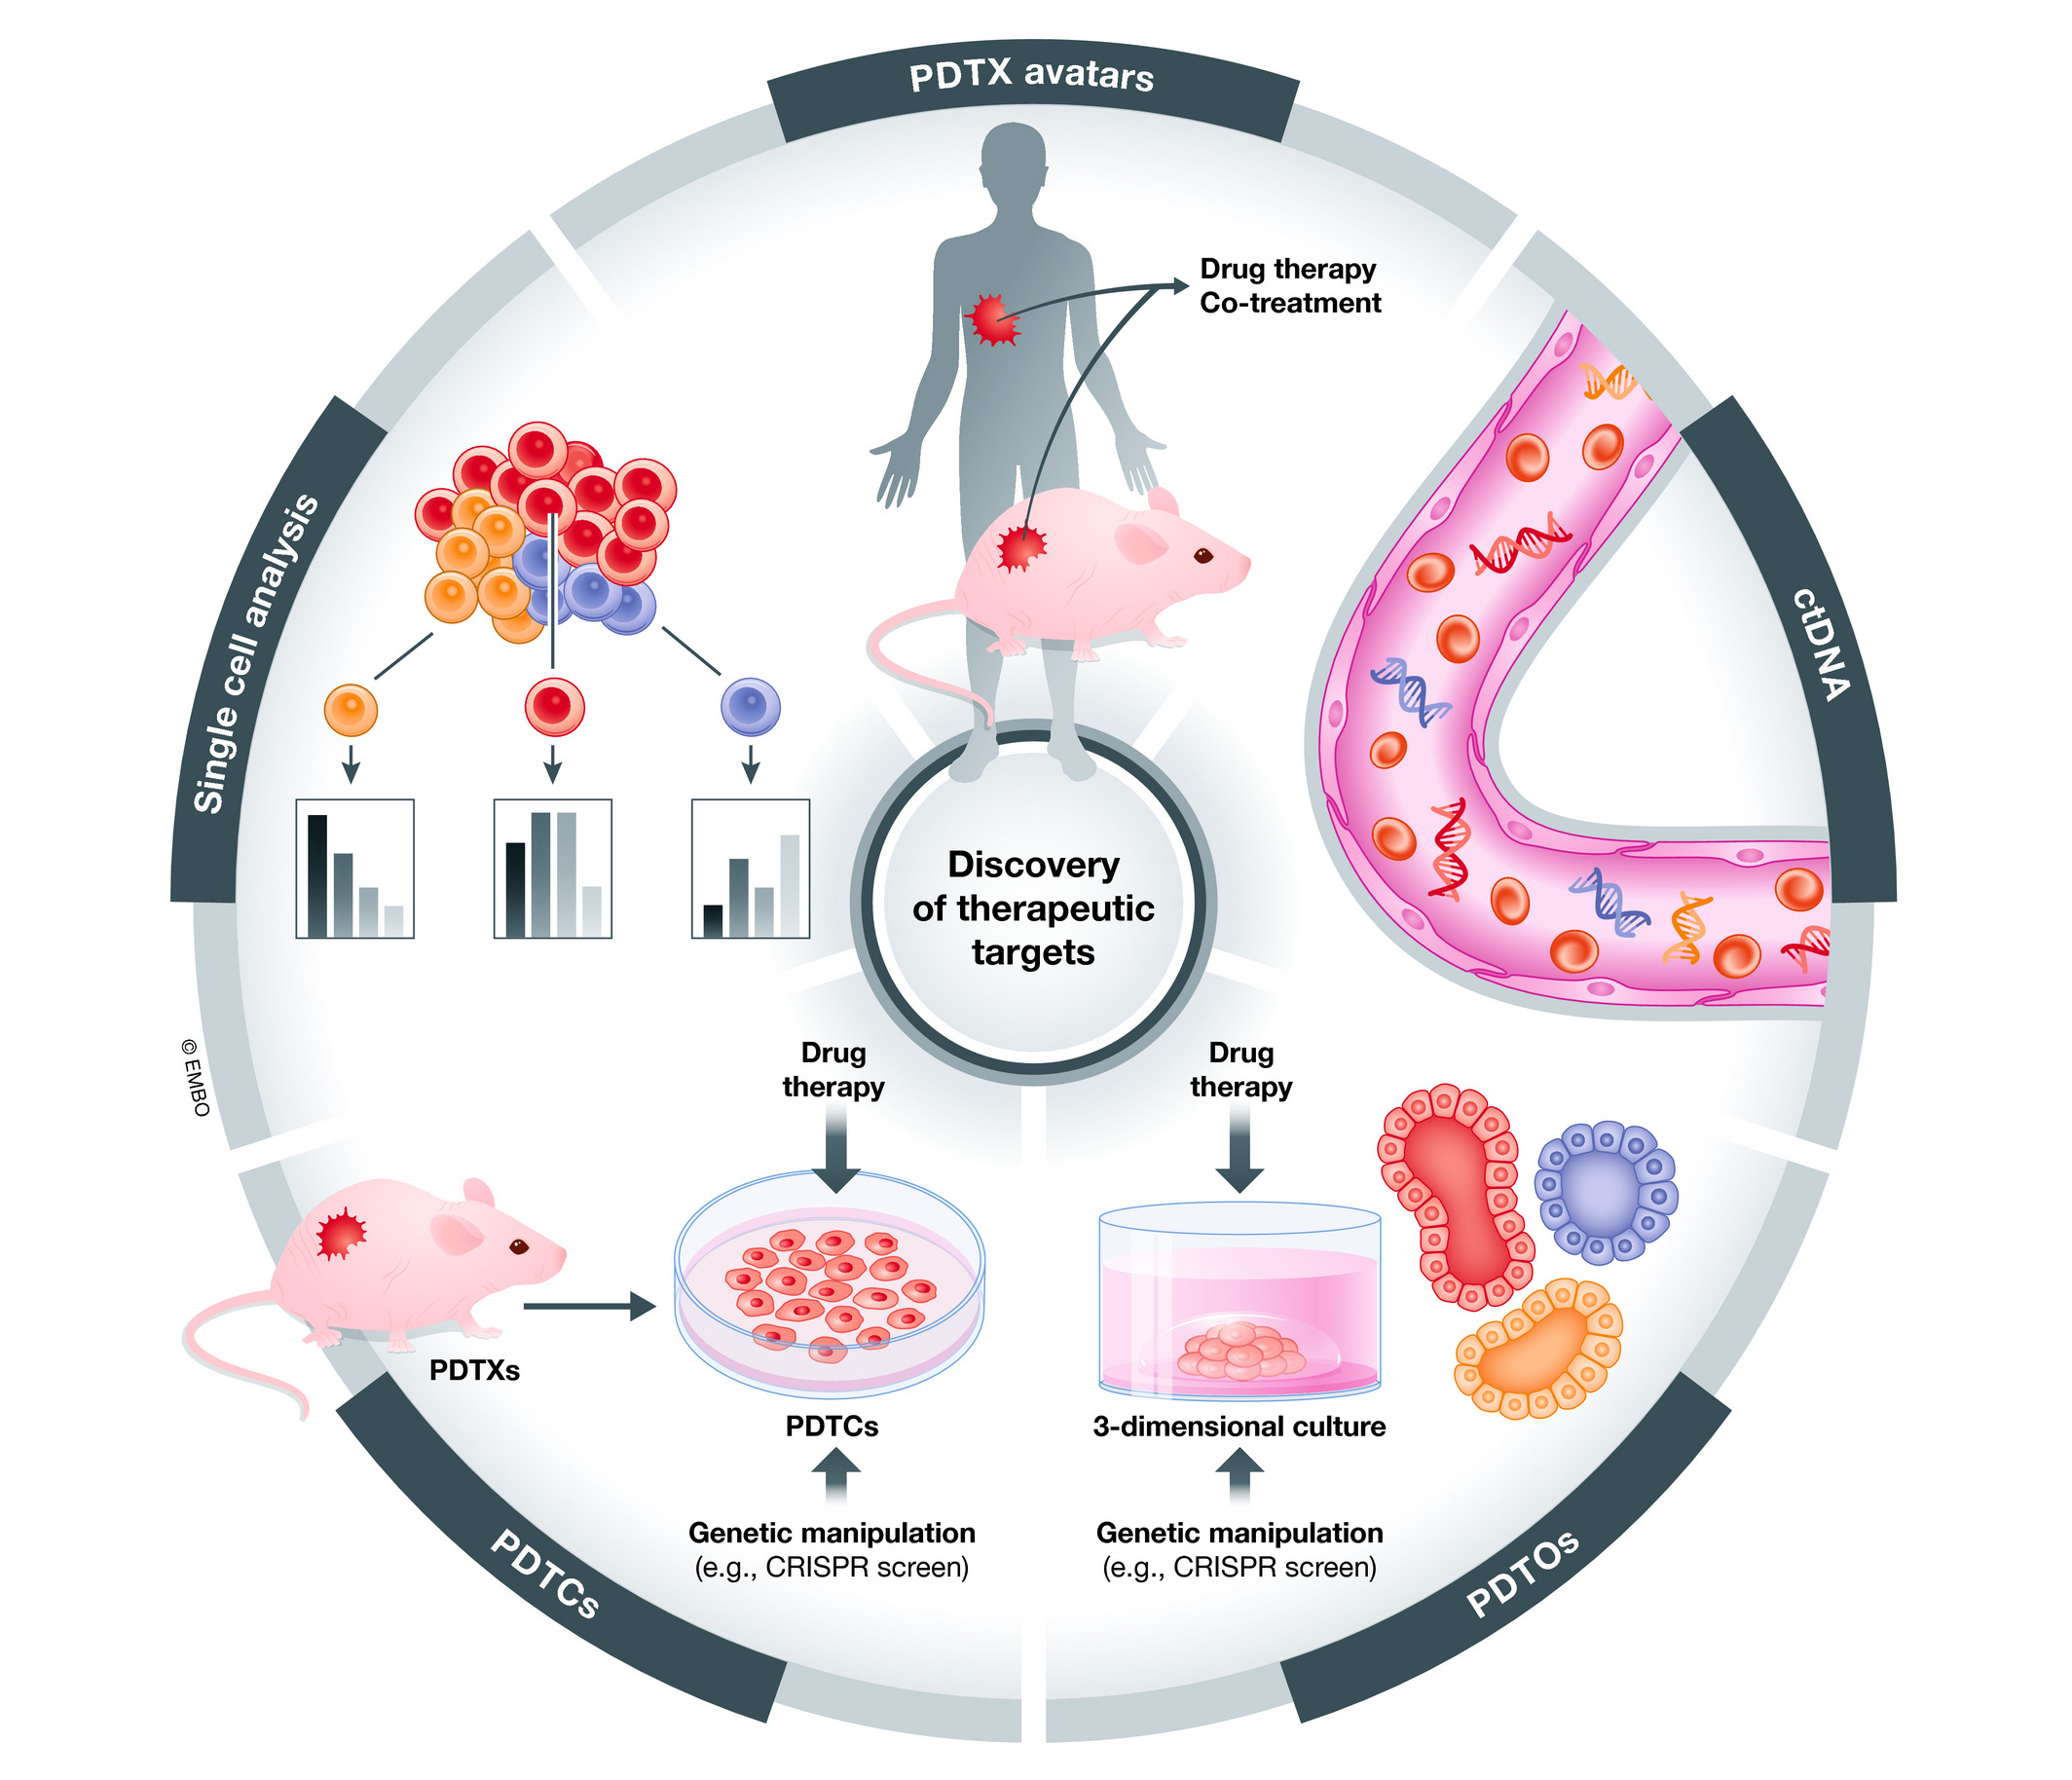 PDTX avatars
Drug therapy
Co-treatment
Single cell analysis
ctDNA
Discovery
of therapeutic
targets
© EMBO
Drug
therapy
Drug
therapy
PDTXs
PDTCs
3-dimensional culture
Genetic manipulation
(e.g., CRISPR screen)
Genetic manipulation
(e.g., CRISPR screen)
PDTCs
PDTOs